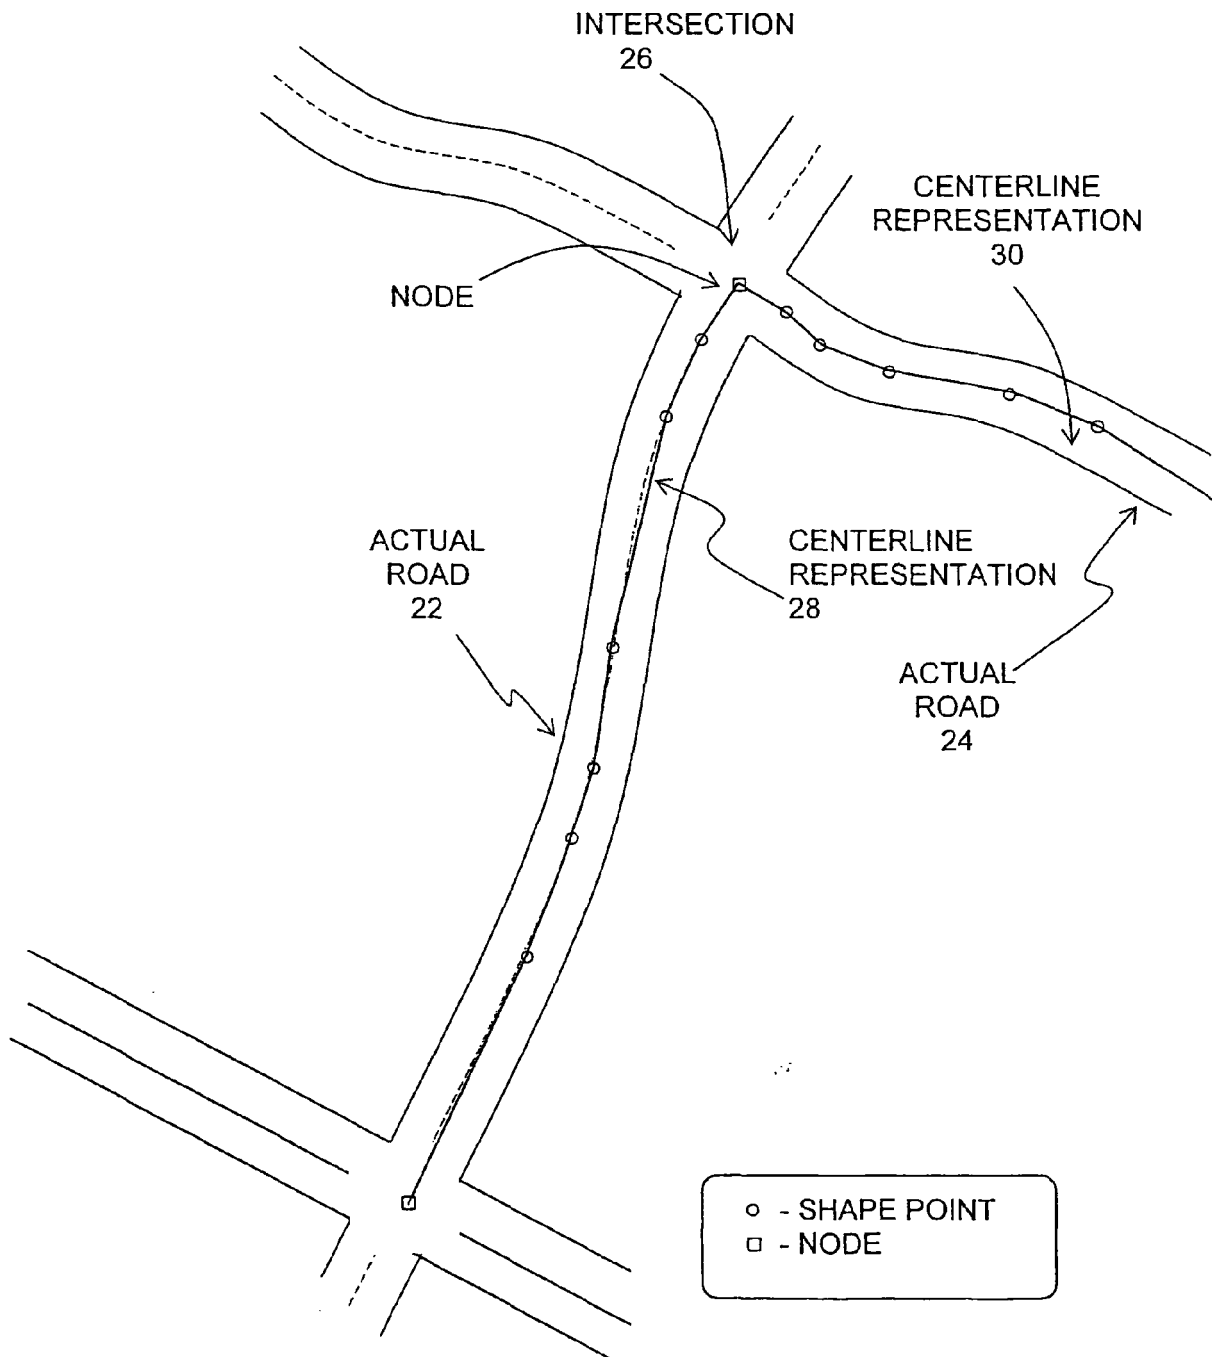 INTERSECTION
26
CENTERLINE
REPRESENTATION
30
NODE
ACTUAL
ROAD
22
CENTERLINE
REPRESENTATION
28
ACTUAL
ROAD
24
- SHAPE POINT
- NODE